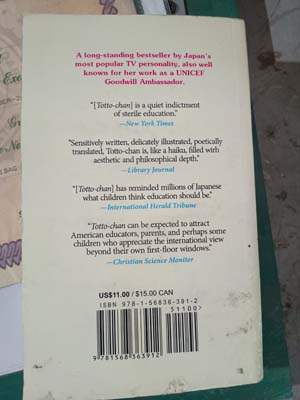 A long-standing bestseller by Japan's
most popular TV personality, also well
known for her work as a UNICEF
Goodwill Ambassador.
"[Totto-chan] is a quiet indictment
of sterile education."
—New York Times
"Sensitively written, delicately illustrated, poetically
translated, Totto-chan is, like a haiku, filled with
aesthetic and philosophical depth."
—Library Journal
"[Totto-chan] has reminded millions of Japanese
what children think education should be."
—International Herald Tribune
"Totto-chan can be expected to attract
American educators, parents, and perhaps some
children who appreciate the international view
beyond their own first-floor windows."
—Christian Science Monitor
US$11.00 / $15.00 CAN
ISBN 978-1-56836-391-2
51100>
9 781568 363912